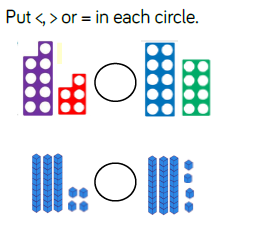 Put <, > or = in each circle.